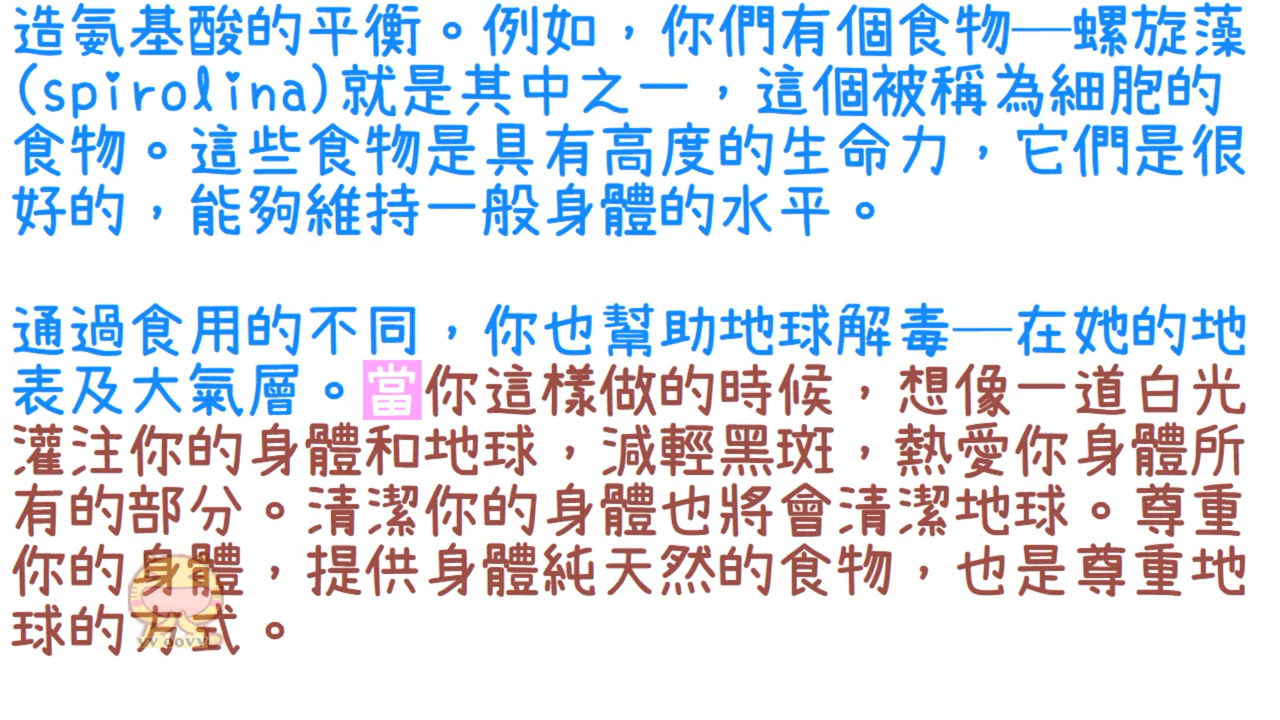 造氨基酸的平衡。例如，你們有個食物──螺旋藻
(spirolina)就是其中之一，這個被稱為細胞的
食物。這些食物是具有高度的生命力，它們是很
好的，能夠維持一般身體的水平。
通過食用的不同，你也幫助地球解毒──在她的地
表及大氣層。當你這樣做的時候，想像一道白光
灌注你的身體和地球，減輕黑斑，熱愛你身體所
有的部分。清潔你的身體也將會清潔地球。尊重
你的身體，提供身體純天然的食物，也是尊重地
球的方式。